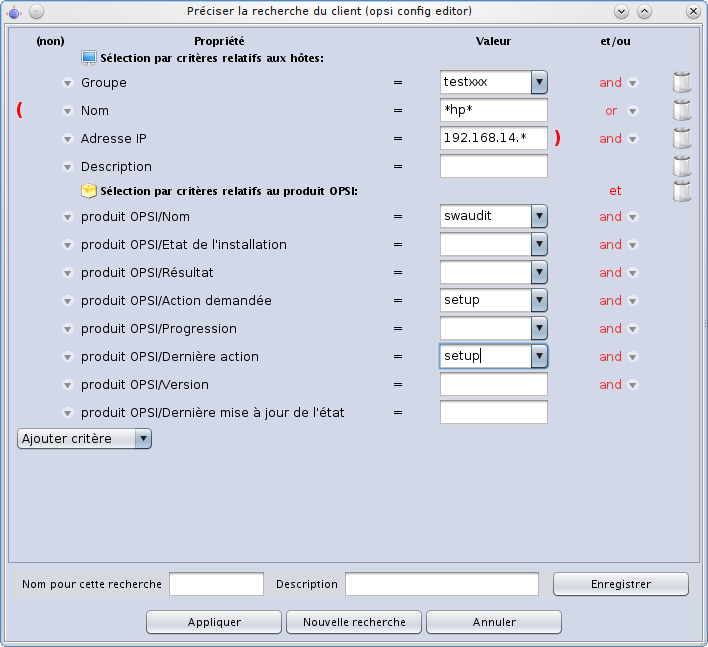 Préciser la recherche du client (opsi config editor)
(non) Propriété Valeur et/ou
Sélection par critères relatifs aux hôtes:
Groupe = testxxx and
( Nom = *hp* or
Adresse IP = 192.168.14.* ) and
Description =
Sélection par critères relatifs au produit OPSI: et
produit OPSI/Nom = swaudit and
produit OPSI/Etat de l'installation = and
produit OPSI/Résultat = and
produit OPSI/Action demandée = setup and
produit OPSI/Progression = and
produit OPSI/Dernière action = setup and
produit OPSI/Version = and
produit OPSI/Dernière mise à jour de l'état =
Ajouter critère
Nom pour cette recherche Description Enregistrer
Appliquer Nouvelle recherche Annuler